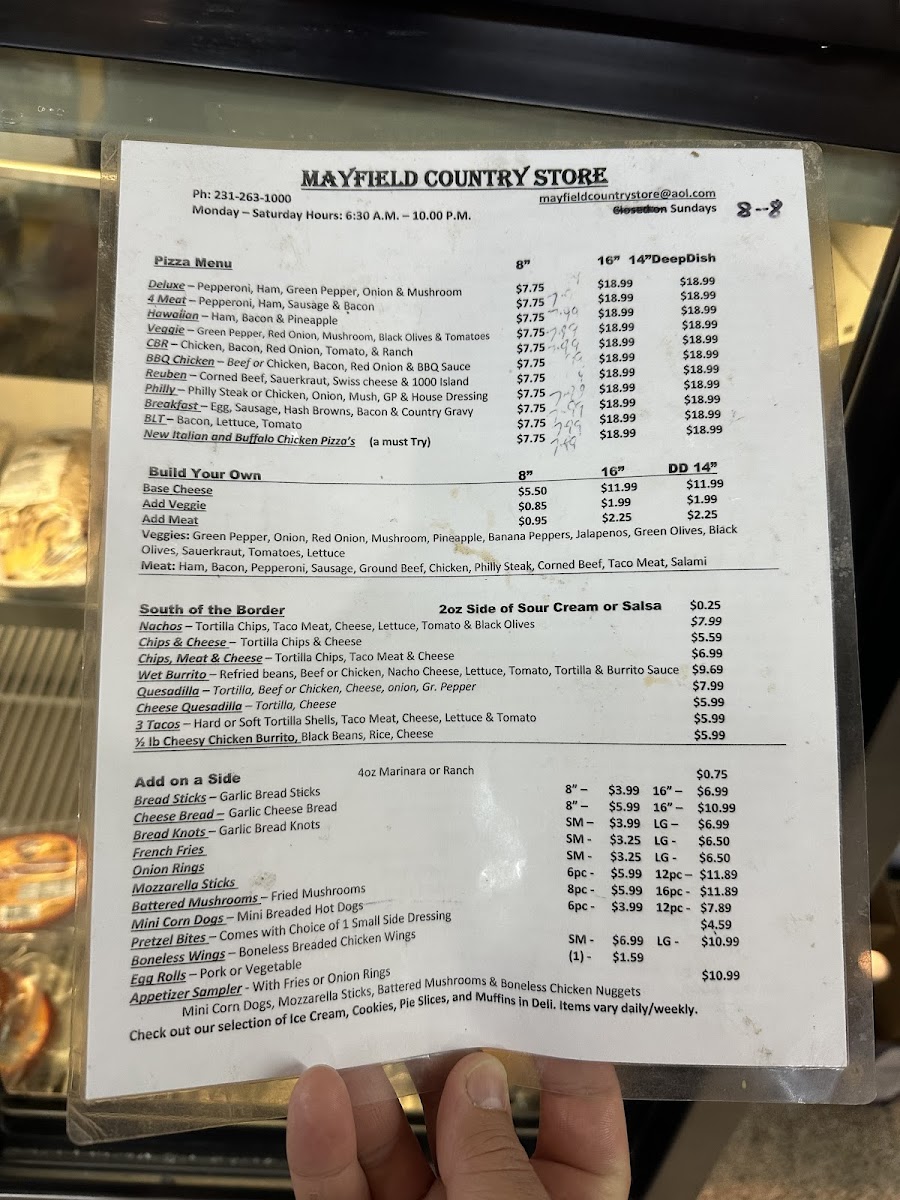 MAYFIELD COUNTRY STORE
Ph: 231-263-1000 mayfieldcountrystore@aol.com
Monday – Saturday Hours: 6:30 A.M. – 10.00 P.M. Closed on Sundays 8--8
Pizza Menu 8" 16" 14"DeepDish
Deluxe – Pepperoni, Ham, Green Pepper, Onion & Mushroom $7.75 $18.99 $18.99
4 Meat – Pepperoni, Ham, Sausage & Bacon $7.75 $18.99 $18.99
Hawaiian – Ham, Bacon & Pineapple $7.75 $18.99 $18.99
Veggie – Green Pepper, Red Onion, Mushroom, Black Olives & Tomatoes $7.75 $18.99 $18.99
CBR – Chicken, Bacon, Red Onion, Tomato, & Ranch $7.75 $18.99 $18.99
BBQ Chicken – Beef or Chicken, Bacon, Red Onion & BBQ Sauce $7.75 $18.99 $18.99
Reuben – Corned Beef, Sauerkraut, Swiss cheese & 1000 Island $7.75 $18.99 $18.99
Philly – Philly Steak or Chicken, Onion, Mush, GP & House Dressing $7.75 $18.99 $18.99
Breakfast – Egg, Sausage, Hash Browns, Bacon & Country Gravy $7.75 $18.99 $18.99
BLT – Bacon, Lettuce, Tomato $7.75 7.99 $18.99 $18.99
New Italian and Buffalo Chicken Pizza's (a must Try) $7.75 7.99 $18.99 $18.99
Build Your Own 8" 16" DD 14"
Base Cheese $5.50 $11.99 $11.99
Add Veggie $0.85 $1.99 $1.99
Add Meat $0.95 $2.25 $2.25
Veggies: Green Pepper, Onion, Red Onion, Mushroom, Pineapple, Banana Peppers, Jalapenos, Green Olives, Black
Olives, Sauerkraut, Tomatoes, Lettuce
Meat: Ham, Bacon, Pepperoni, Sausage, Ground Beef, Chicken, Philly Steak, Corned Beef, Taco Meat, Salami
South of the Border 2oz Side of Sour Cream or Salsa $0.25
Nachos – Tortilla Chips, Taco Meat, Cheese, Lettuce, Tomato & Black Olives $7.99
Chips & Cheese – Tortilla Chips & Cheese $5.59
Chips, Meat & Cheese – Tortilla Chips, Taco Meat & Cheese $6.99
Wet Burrito – Refried beans, Beef or Chicken, Nacho Cheese, Lettuce, Tomato, Tortilla & Burrito Sauce $9.69
Quesadilla – Tortilla, Beef or Chicken, Cheese, onion, Gr. Pepper $7.99
Cheese Quesadilla – Tortilla, Cheese $5.99
3 Tacos – Hard or Soft Tortilla Shells, Taco Meat, Cheese, Lettuce & Tomato $5.99
½ lb Cheesy Chicken Burrito, Black Beans, Rice, Cheese $5.99
Add on a Side 4oz Marinara or Ranch $0.75
Bread Sticks – Garlic Bread Sticks 8" – $3.99 16" – $6.99
Cheese Bread – Garlic Cheese Bread 8" – $5.99 16" – $10.99
Bread Knots – Garlic Bread Knots SM – $3.99 LG – $6.99
French Fries SM - $3.25 LG - $6.50
Onion Rings SM - $3.25 LG - $6.50
Mozzarella Sticks 6pc - $5.99 12pc – $11.89
Battered Mushrooms – Fried Mushrooms 8pc - $5.99 16pc - $11.89
Mini Corn Dogs – Mini Breaded Hot Dogs 6pc - $3.99 12pc - $7.89
Pretzel Bites – Comes with Choice of 1 Small Side Dressing $4.59
Boneless Wings – Boneless Breaded Chicken Wings SM - $6.99 LG - $10.99
Egg Rolls – Pork or Vegetable (1) - $1.59
Appetizer Sampler - With Fries or Onion Rings $10.99
Mini Corn Dogs, Mozzarella Sticks, Battered Mushrooms & Boneless Chicken Nuggets
Check out our selection of Ice Cream, Cookies, Pie Slices, and Muffins in Deli. Items vary daily/weekly.